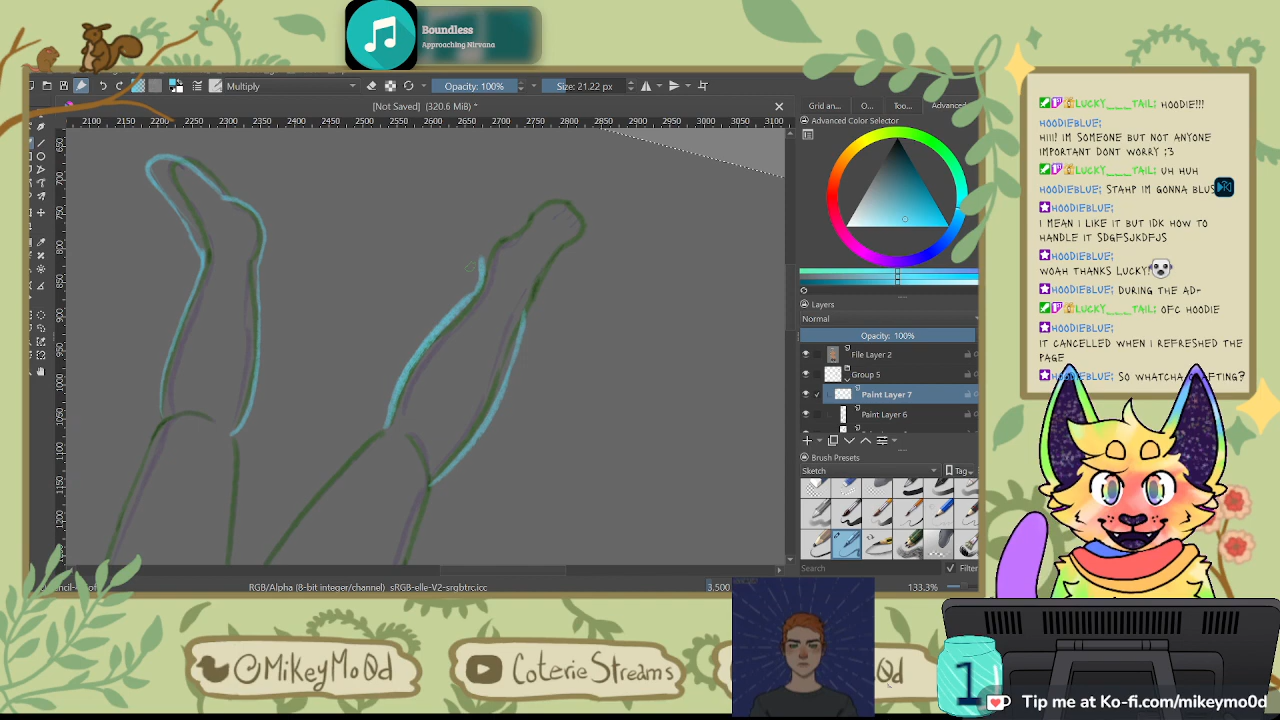 Boundless
Approaching Nirvana
Multiply
Opacity: 100%
Size: 21.22 px
[Not Saved] (320.6 MiB) *
Grid an...
O...
Too...
Advanced
2100 2150 2200 2250 2300 2350 2400 2450 2500 2550 2600 2650 2700 2750 2800 2850 2900 2950 3000 3050 3100
Advanced Color Selector
Layers
Normal
Opacity: 100%
File Layer 2
Group 5
Paint Layer 7
Paint Layer 6
Brush Presets
Sketch
Tag
Search
Filter
RGB/Alpha (8-bit integer/channel) sRGB-elle-V2-srgbtrc.icc
3.500
133.3%
LUCKY___TAIL: HOODIE!!!
HOODIEBLUE;
HIII! IM SOMEONE BUT NOT ANYONE
IMPORTANT DONT WORRY ;3
LUCKY___TAIL: UH HUH
HOODIEBLUE; STAHP IM GONNA BLUS
HOODIEBLUE;
I MEAN I LIKE IT BUT IDK HOW TO
HANDLE IT SDGFSJKDFJS
HOODIEBLUE;
WOAH THANKS LUCKY!
HOODIEBLUE; DURING THE AD-
LUCKY___TAIL: OFC HOODIE
HOODIEBLUE;
IT CANCELLED WHEN I REFRESHED THE
PAGE
SO WHATCHA
@MikeyMo0d
CoterieStreams
1
Tip me at Ko-fi.com/mikeymo0d